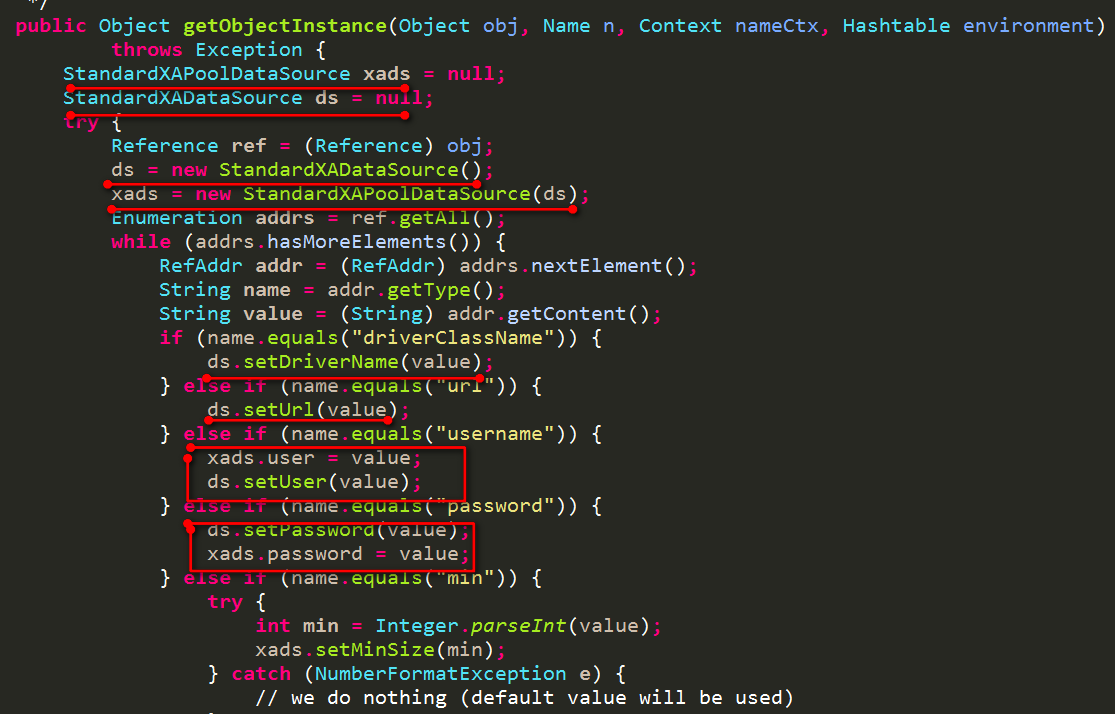 */
public Object getObjectInstance(Object obj, Name n, Context nameCtx, Hashtable environment)
throws Exception {
StandardXAPoolDataSource xads = null;
StandardXADataSource ds = null;
try {
Reference ref = (Reference) obj;
ds = new StandardXADataSource();
xads = new StandardXAPoolDataSource(ds);
Enumeration addrs = ref.getAll();
while (addrs.hasMoreElements()) {
RefAddr addr = (RefAddr) addrs.nextElement();
String name = addr.getType();
String value = (String) addr.getContent();
if (name.equals("driverClassName")) {
ds.setDriverName(value);
} else if (name.equals("url")) {
ds.setUrl(value);
} else if (name.equals("username")) {
xads.user = value;
ds.setUser(value);
} else if (name.equals("password")) {
ds.setPassword(value);
xads.password = value;
} else if (name.equals("min")) {
try {
int min = Integer.parseInt(value);
xads.setMinSize(min);
} catch (NumberFormatException e) {
// we do nothing (default value will be used)